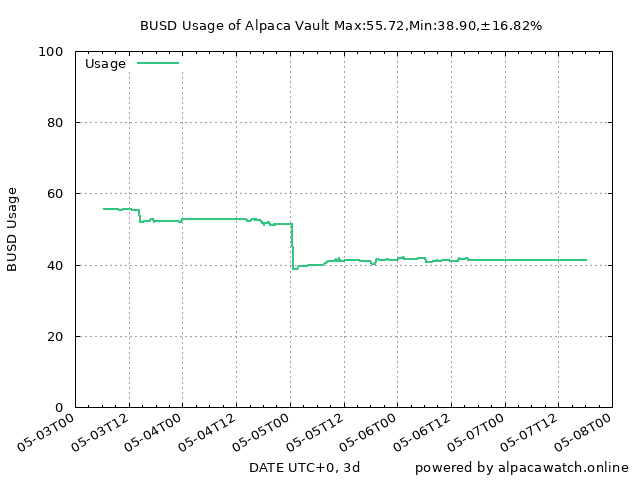 BUSD Usage of Alpaca Vault Max:55.72,Min:38.90,±16.82%
Usage
100
80
60
40
20
0
BUSD Usage
05-03T00
05-03T12
05-04T00
05-04T12
05-05T00
05-05T12
05-06T00
05-06T12
05-07T00
05-07T12
05-08T00
DATE UTC+0, 3d
powered by alpacawatch.online